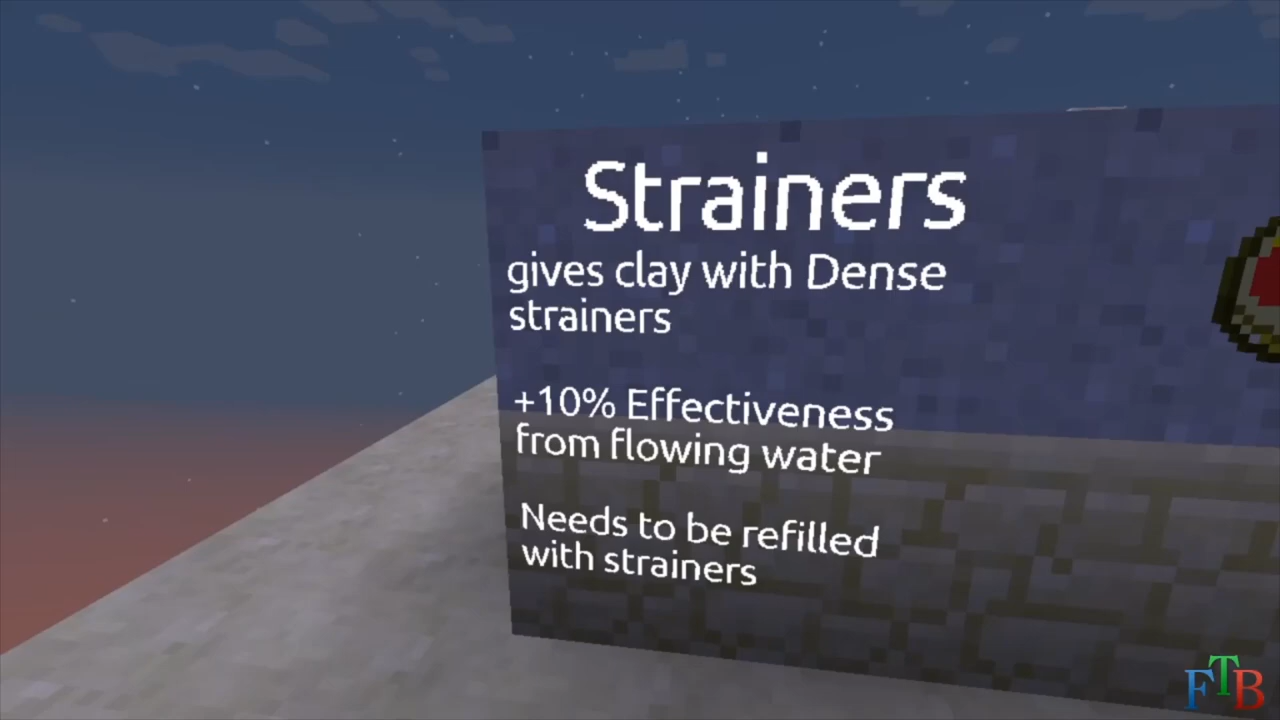 Strainers
gives clay with Dense
strainers
+10% Effectiveness
from flowing water
Needs to be refilled
with strainers
FTB